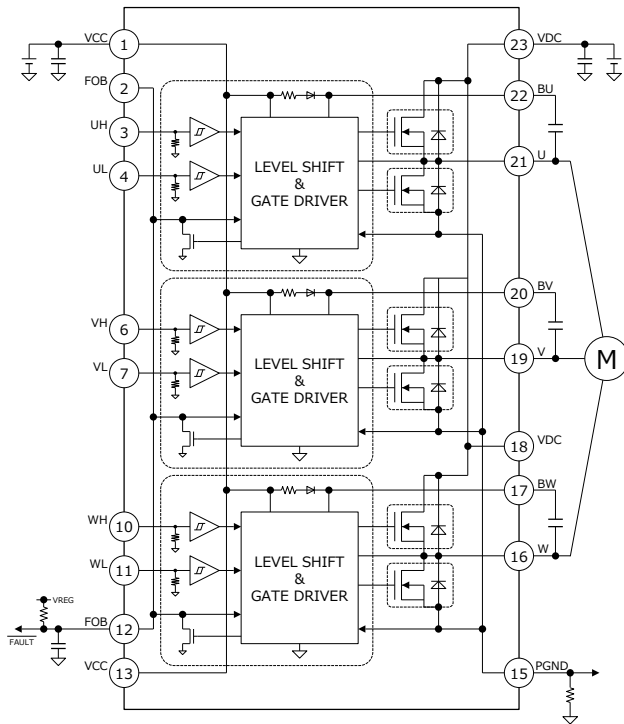 VCC
1
23
VDC
FOB
2
22
BU
UH
3
UL
4
LEVEL SHIFT
&
GATE DRIVER
21
U
20
BV
VH
6
VL
7
LEVEL SHIFT
&
GATE DRIVER
19
V
M
18
VDC
17
BW
WH
10
WL
11
LEVEL SHIFT
&
GATE DRIVER
16
W
VREG
FOB
12
FAULT
VCC
13
15
PGND